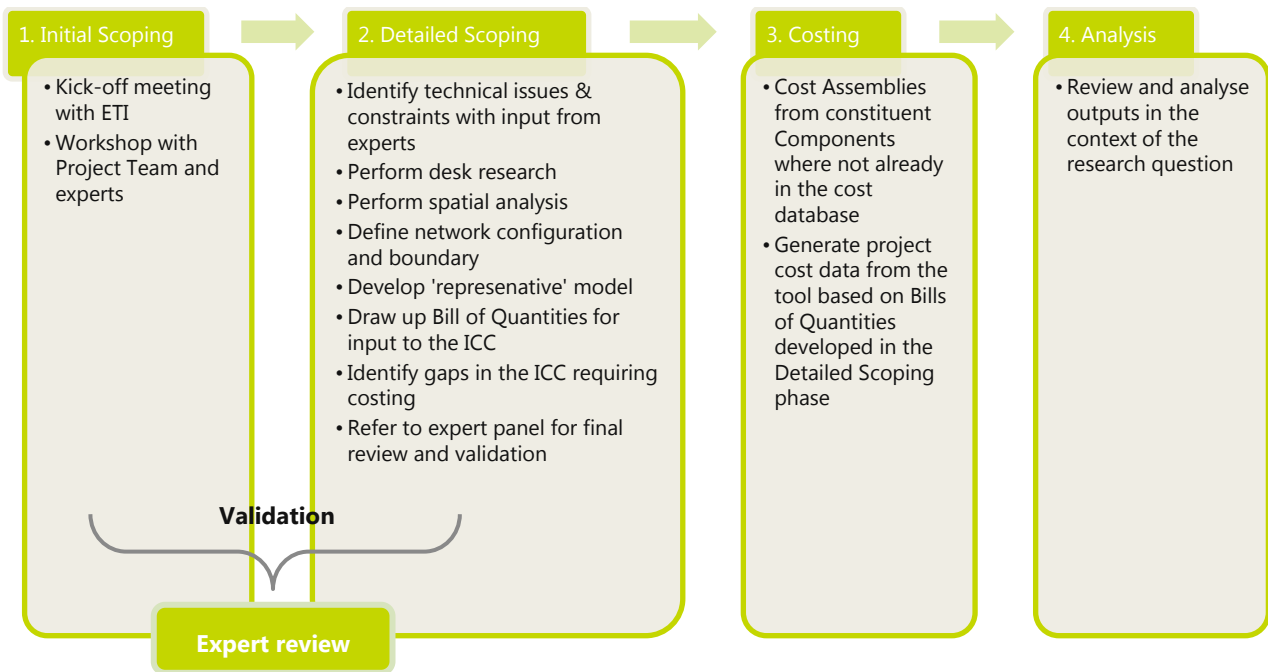 1. Initial Scoping
• Kick-off meeting
with ETI
• Workshop with
Project Team and
experts
2. Detailed Scoping
• Identify technical issues &
constraints with input from
experts
• Perform desk research
• Perform spatial analysis
• Define network configuration
and boundary
• Develop 'represenative' model
• Draw up Bill of Quantities for
input to the ICC
• Identify gaps in the ICC requiring
costing
• Refer to expert panel for final
review and validation
3. Costing
• Cost Assemblies
from constituent
Components
where not already
in the cost
database
• Generate project
cost data from the
tool based on Bills
of Quantities
developed in the
Detailed Scoping
phase
4. Analysis
• Review and analyse
outputs in the
context of the
research question
Validation
Expert review